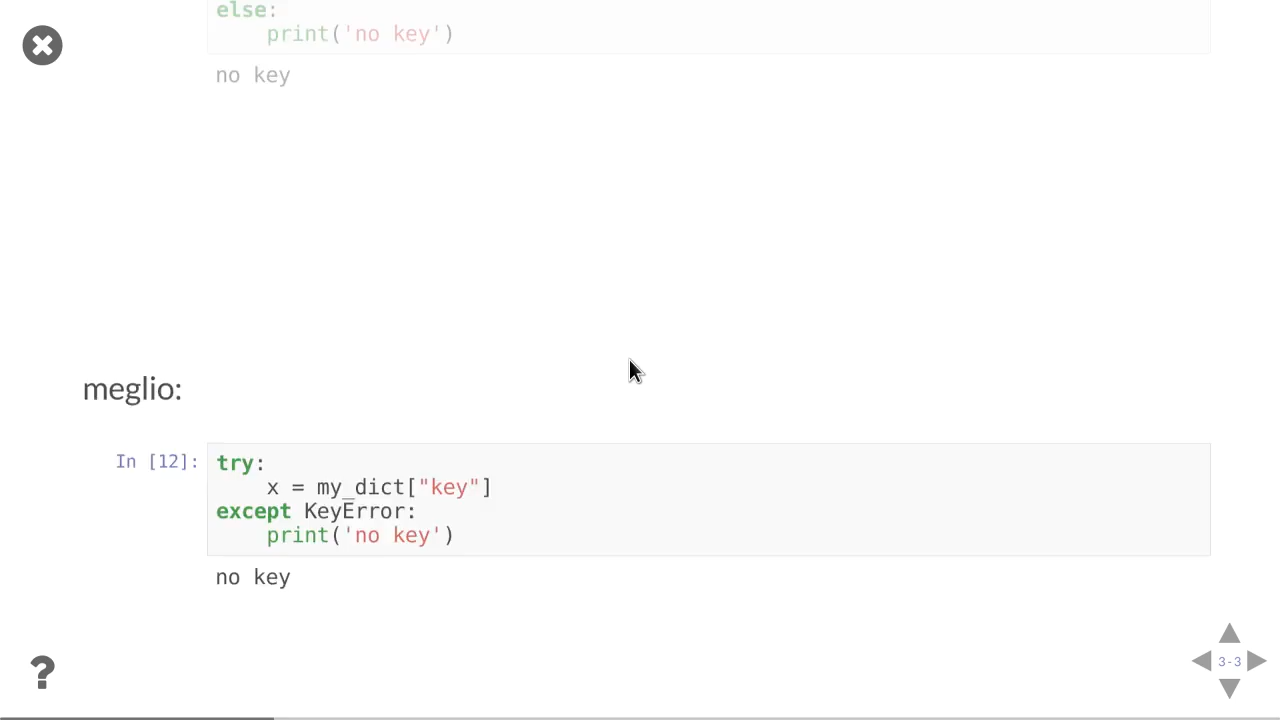 else:
    print('no key')
no key
meglio:
In [12]:
try:
    x = my_dict["key"]
except KeyError:
    print('no key')
no key
?
3-3